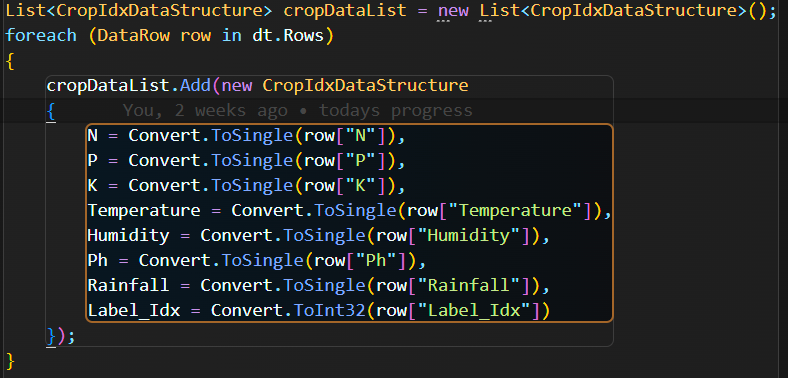 List<CropIdxDataStructure> cropDataList = new List<CropIdxDataStructure>();
foreach (DataRow row in dt.Rows)
{
cropDataList.Add(new CropIdxDataStructure
{ You, 2 weeks ago • todays progress
N = Convert.ToSingle(row["N"]),
P = Convert.ToSingle(row["P"]),
K = Convert.ToSingle(row["K"]),
Temperature = Convert.ToSingle(row["Temperature"]),
Humidity = Convert.ToSingle(row["Humidity"]),
Ph = Convert.ToSingle(row["Ph"]),
Rainfall = Convert.ToSingle(row["Rainfall"]),
Label_Idx = Convert.ToInt32(row["Label_Idx"])
});
}